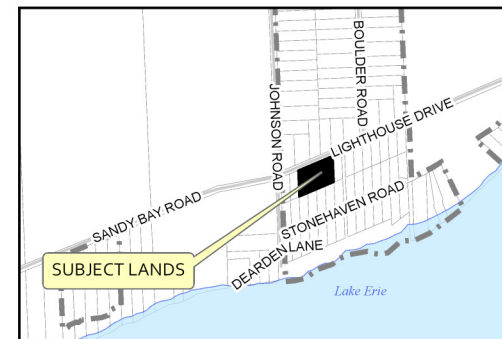 BOULDER ROAD
JOHNSON ROAD
LIGHTHOUSE DRIVE
SANDY BAY ROAD
STONEHAVEN ROAD
SUBJECT LANDS
DEARDEN LANE
Lake Erie